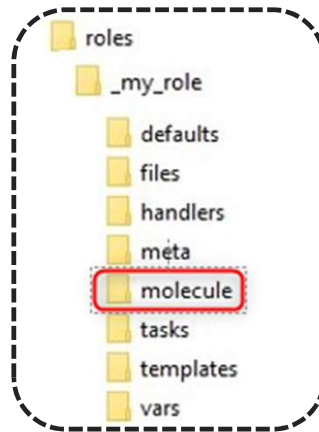 roles
_my_role
defaults
files
handlers
meta
molecule
tasks
templates
vars